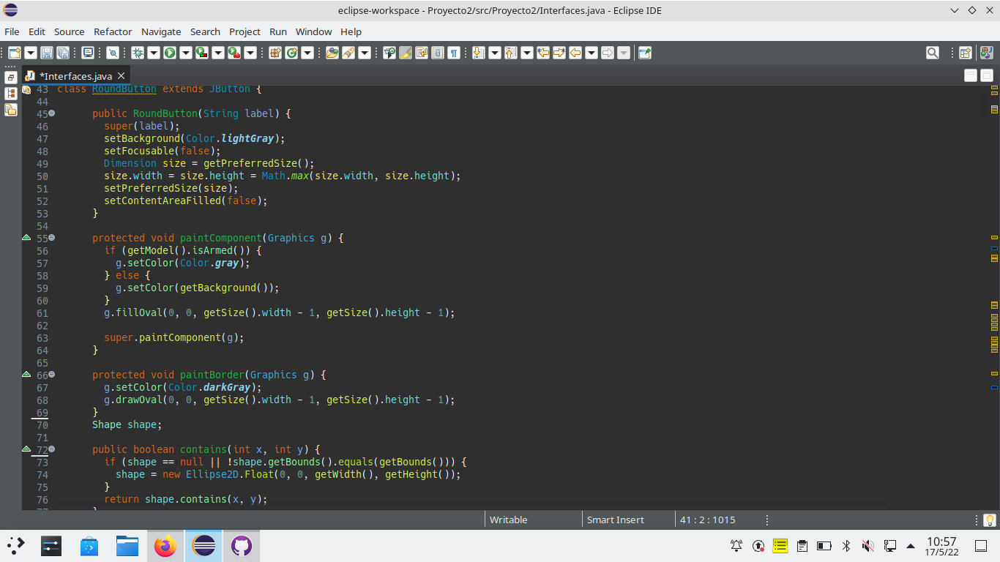 eclipse-workspace - Proyecto2/src/Proyecto2/Interfaces.java - Eclipse IDE
File Edit Source Refactor Navigate Search Project Run Window Help
*Interfaces.java
43 class RoundButton extends JButton {
44
45 public RoundButton(String label) {
46 super(label);
47 setBackground(Color.lightGray);
48 setFocusable(false);
49 Dimension size = getPreferredSize();
50 size.width = size.height = Math.max(size.width, size.height);
51 setPreferredSize(size);
52 setContentAreaFilled(false);
53 }
54
55 protected void paintComponent(Graphics g) {
56 if (getModel().isArmed()) {
57 g.setColor(Color.gray);
58 } else {
59 g.setColor(getBackground());
60 }
61 g.fillOval(0, 0, getSize().width - 1, getSize().height - 1);
62
63 super.paintComponent(g);
64 }
65
66 protected void paintBorder(Graphics g) {
67 g.setColor(Color.darkGray);
68 g.drawOval(0, 0, getSize().width - 1, getSize().height - 1);
69 }
70 Shape shape;
71
72 public boolean contains(int x, int y) {
73 if (shape == null || !shape.getBounds().equals(getBounds())) {
74 shape = new Ellipse2D.Float(0, 0, getWidth(), getHeight());
75 }
76 return shape.contains(x, y);
Writable Smart Insert 41 : 2 : 1015
10:57
17/5/22